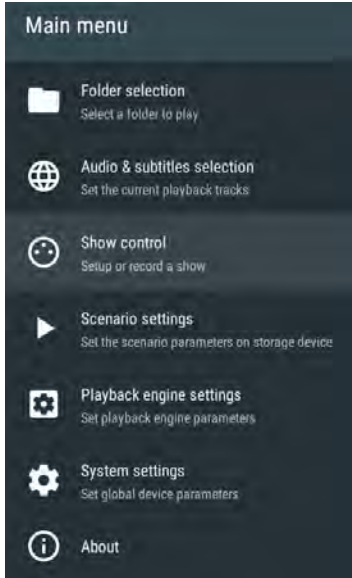 Main menu
Folder selection
Select a folder to play
Audio & subtitles selection
Set the current playback tracks
Show control
Setup or record a show
Scenario settings
Set the scenario parameters on storage device
Playback engine settings
Set playback engine parameters
System settings
Set global device parameters
About